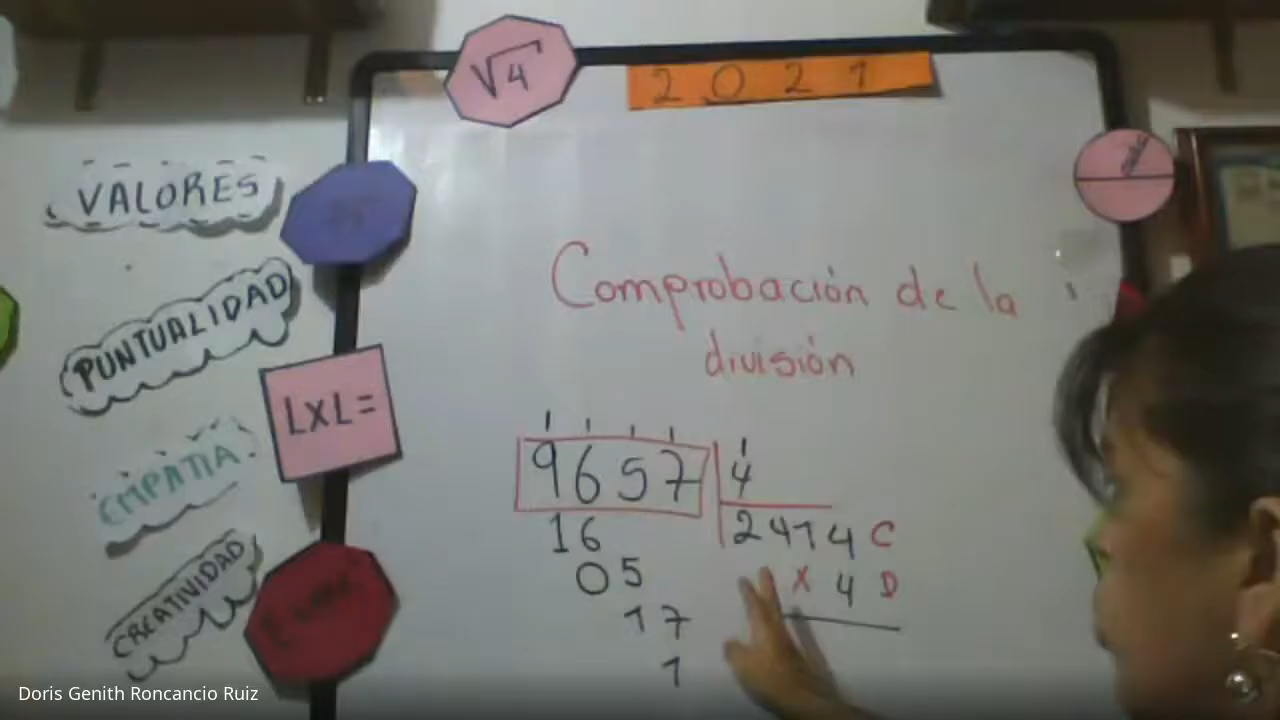 √4
2021
VALORES
PUNTUALIDAD
EMPATIA
CREATIVIDAD
LXL=
Comprobación de la
división
9657 4
16 2414 C
05 X 4 D
17
1
Doris Genith Roncancio Ruiz